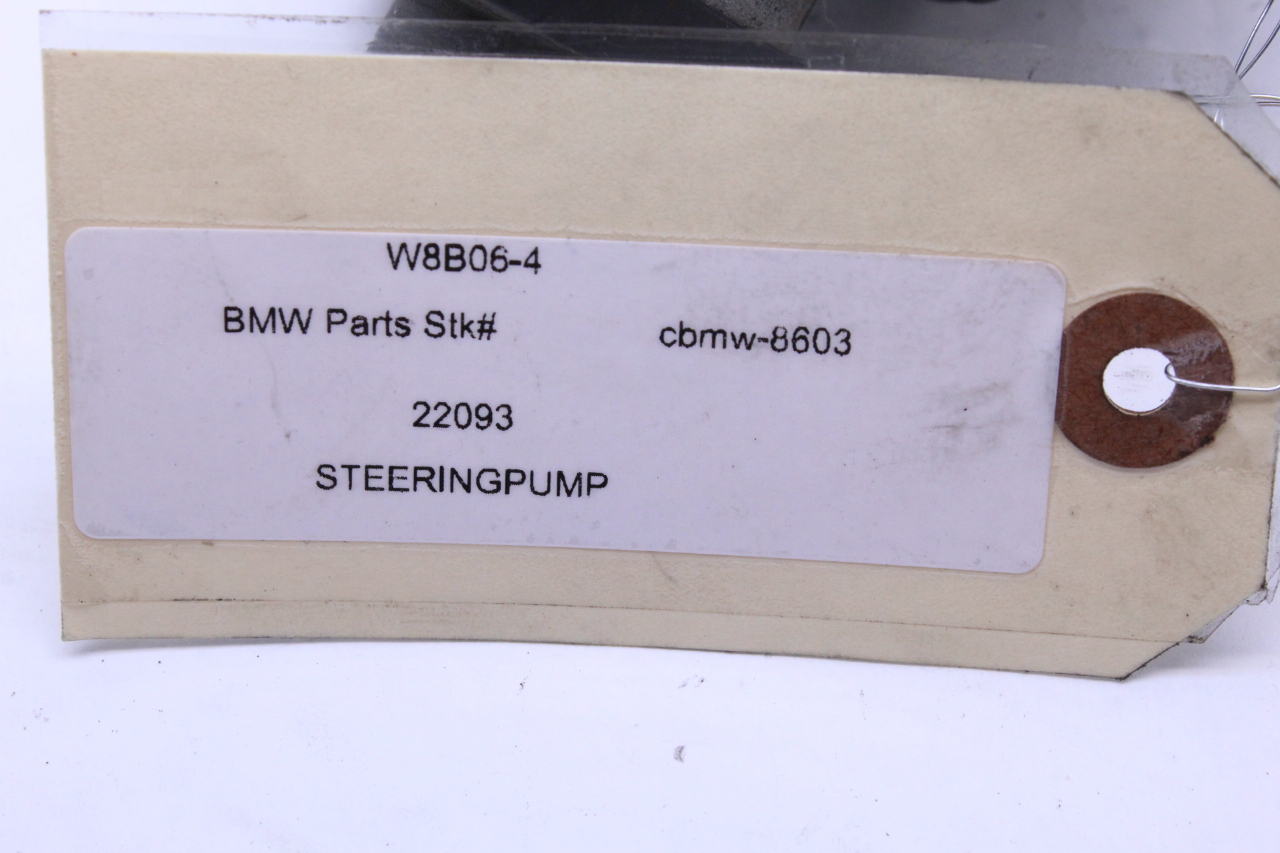 W8B06-4
BMW Parts Stk# cbmw-8603
22093
STEERINGPUMP